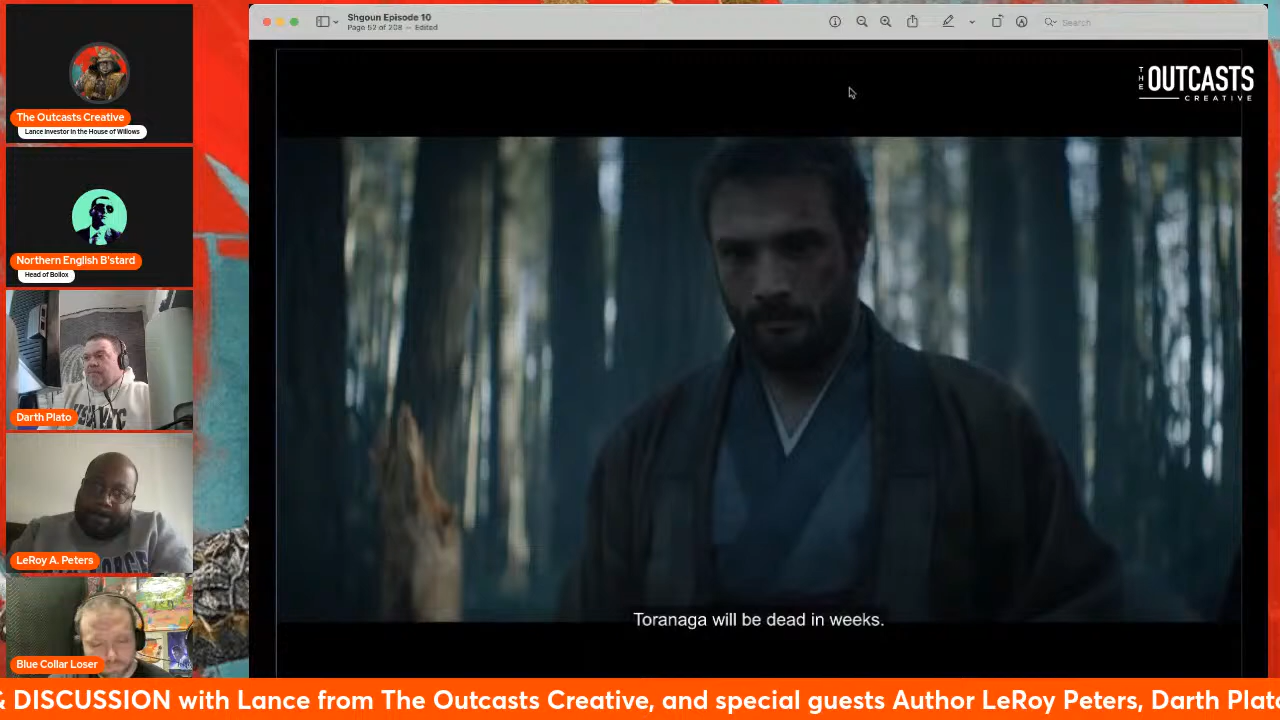 The Outcasts Creative
Lance Investor in the House of Willows
Northern English B'stard
Head of Bollox
Darth Plato
LeRoy A. Peters
Blue Collar Loser
Shgoun Episode 10
Page 52 of 208 — Edited
Search
THE OUTCASTS
CREATIVE
Toranaga will be dead in weeks.
& DISCUSSION with Lance from The Outcasts Creative, and special guests Author LeRoy Peters, Darth Plato